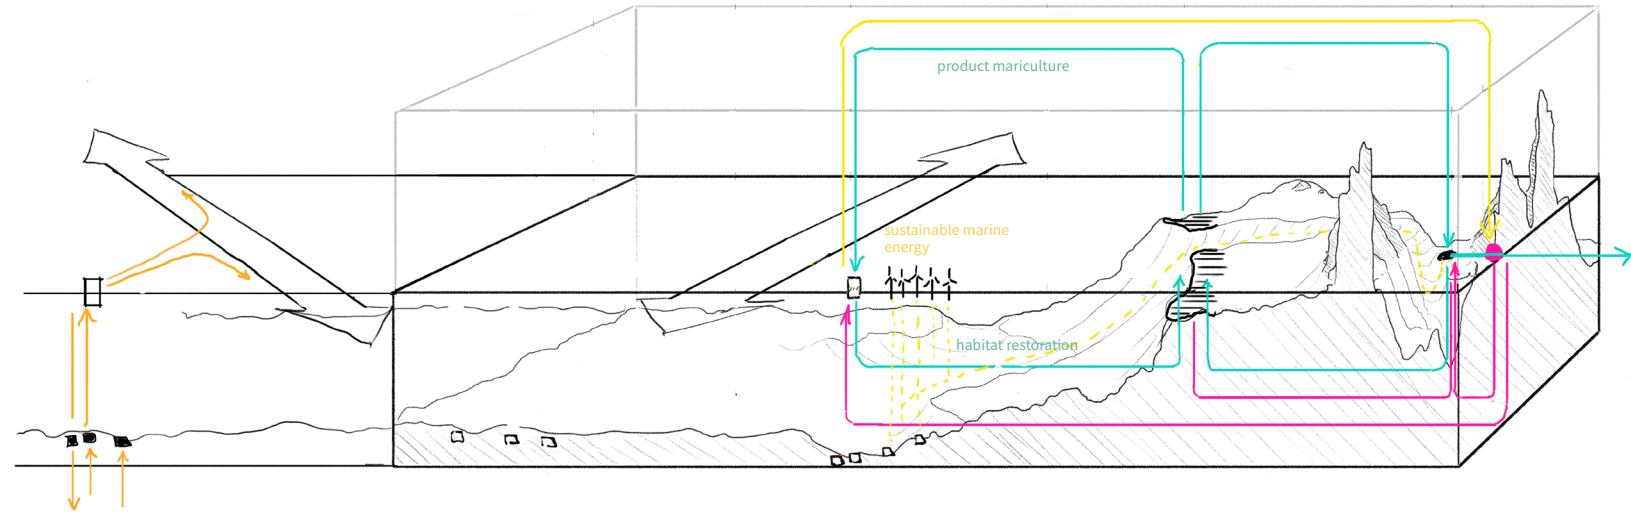 product mariculture
sustainable marine
energy
habitat restoration